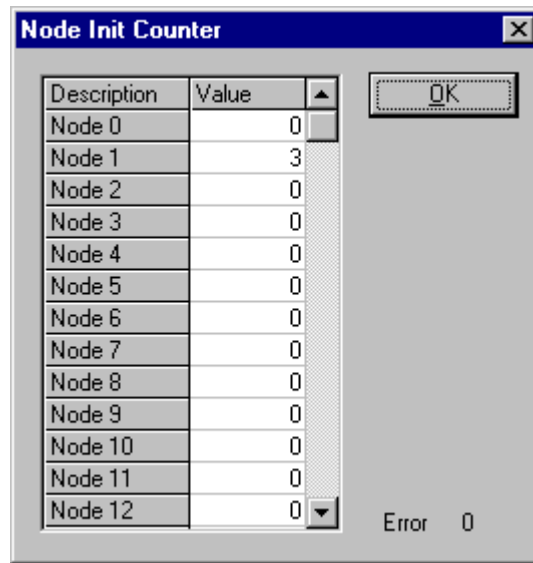 Node Init Counter
Description Value
OK
Node 0 0
Node 1 3
Node 2 0
Node 3 0
Node 4 0
Node 5 0
Node 6 0
Node 7 0
Node 8 0
Node 9 0
Node 10 0
Node 11 0
Node 12 0
Error 0